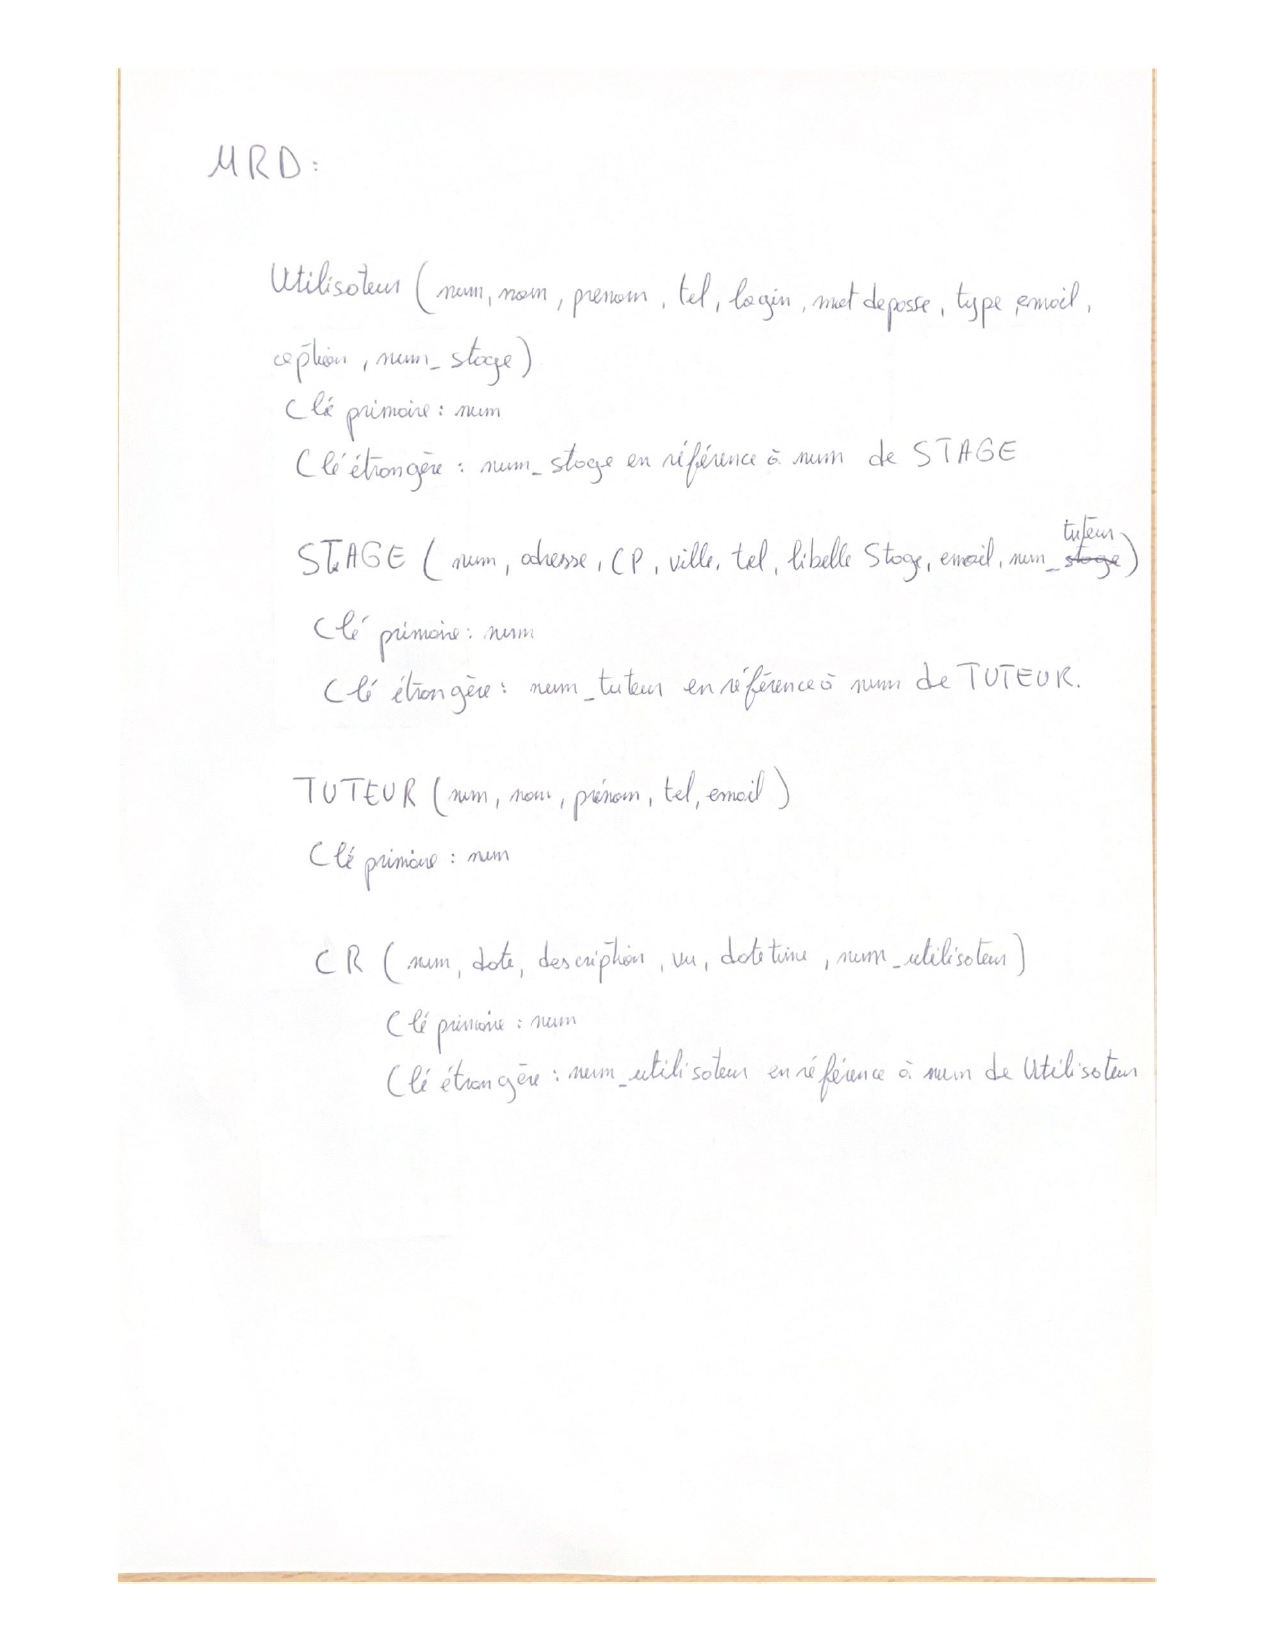 MRD:
Utilisateur (num, nom, prenom, tel, login, mot de passe, type, email,
option, num_stage)
Clé primaire : num
Clé étrangère : num_stage en référence à num de STAGE
tuteur
STAGE (num, adresse, CP, ville, tel, libelle Stage, email, num_stage)
Clé primaire : num
Clé étrangère : num_tuteur en référence à num de TUTEUR.
TUTEUR (num, nom, prénom, tel, email)
Clé primaire : num
CR (num, date, description, vu, datetime, num_utilisateur)
Clé primaire : num
Clé étrangère : num_utilisateur en référence à num de Utilisateur